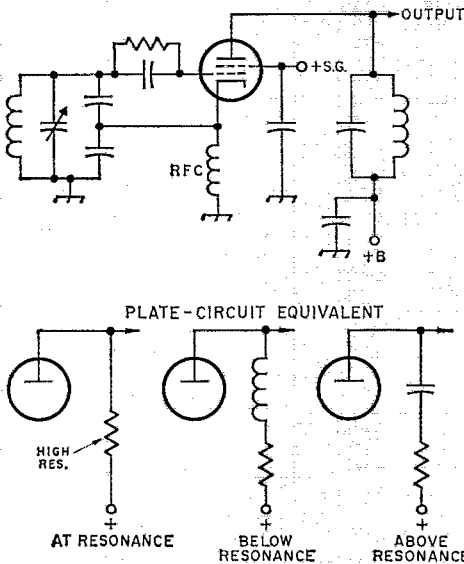 OUTPUT
+S.G.
RFC
+B
PLATE-CIRCUIT EQUIVALENT
HIGH
RES.
+
+
+
AT RESONANCE
BELOW
RESONANCE
ABOVE
RESONANCE